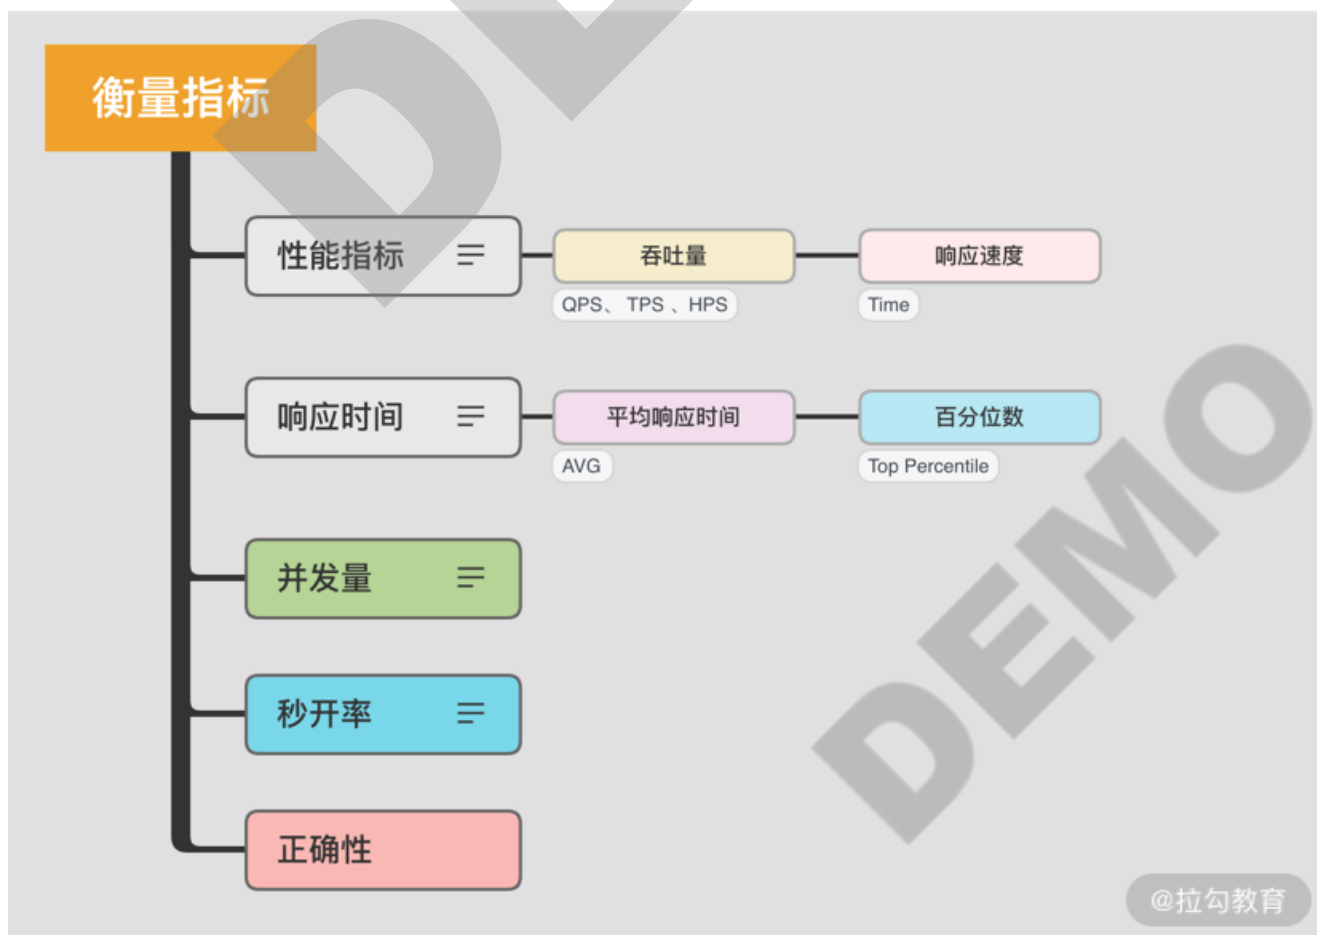 衡量指标
性能指标
吞吐量
响应速度
QPS、 TPS 、HPS
Time
响应时间
平均响应时间
百分位数
AVG
Top Percentile
并发量
秒开率
正确性
DEMO
@拉勾教育